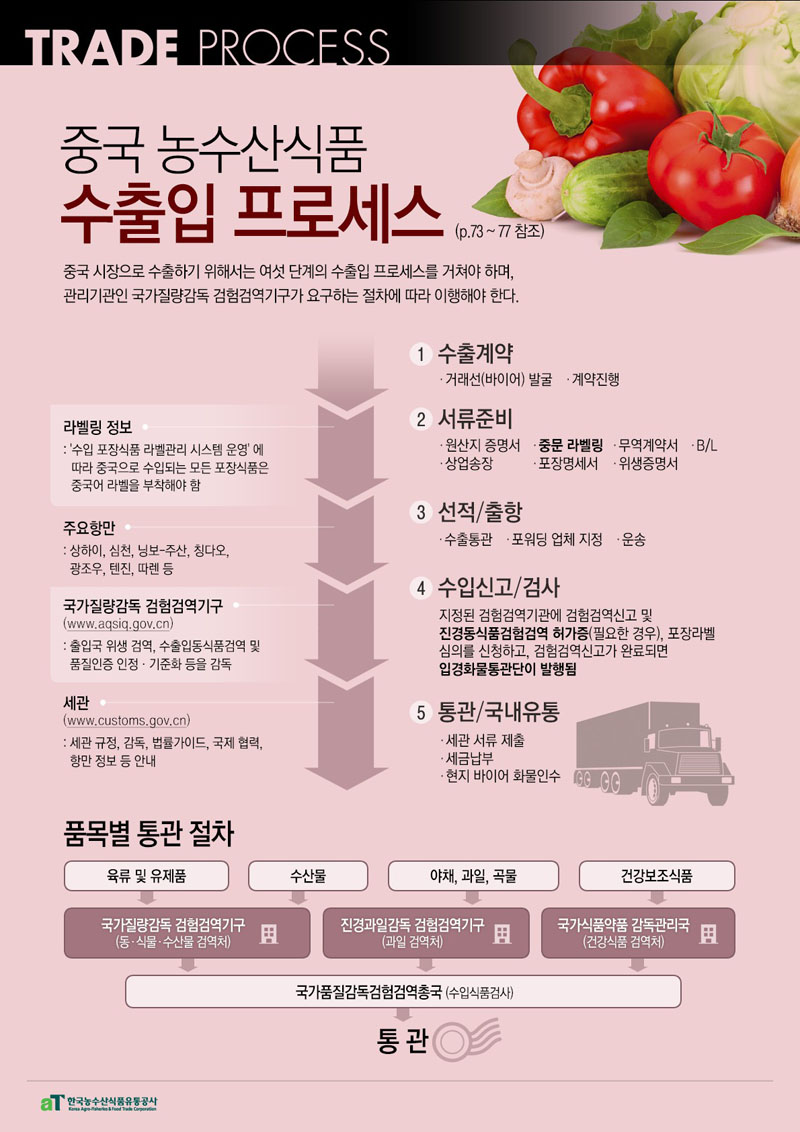 TRADE PROCESS
중국 농수산식품
수출입 프로세스 (p.73 ~ 77 참조)
중국 시장으로 수출하기 위해서는 여섯 단계의 수출입 프로세스를 거쳐야 하며,
관리기관인 국가질량감독 검험검역기구가 요구하는 절차에 따라 이행해야 한다.
1 수출계약
· 거래선(바이어) 발굴 · 계약진행
라벨링 정보
: '수입 포장식품 라벨관리 시스템 운영' 에
따라 중국으로 수입되는 모든 포장식품은
중국어 라벨을 부착해야 함
2 서류준비
· 원산지 증명서 · 중문 라벨링 · 무역계약서 · B/L
· 상업송장 · 포장명세서 · 위생증명서
주요항만
: 상하이, 심천, 닝보-주산, 칭다오,
광조우, 톈진, 따롄 등
3 선적/출항
· 수출통관 · 포워딩 업체 지정 · 운송
국가질량감독 검험검역기구
(www.aqsiq.gov.cn)
: 출입국 위생 검역, 수출입동식품검역 및
품질인증 인정 · 기준화 등을 감독
4 수입신고/검사
지정된 검험검역기관에 검험검역신고 및
진경동식품검험검역 허가증(필요한 경우), 포장라벨
심의를 신청하고, 검험검역신고가 완료되면
입경화물통관단이 발행됨
세관
(www.customs.gov.cn)
: 세관 규정, 감독, 법률가이드, 국제 협력,
항만 정보 등 안내
5 통관/국내유통
· 세관 서류 제출
· 세금납부
· 현지 바이어 화물인수
품목별 통관 절차
육류 및 유제품 수산물 야채, 과일, 곡물 건강보조식품
국가질량감독 검험검역기구 진경과일감독 검험검역기구 국가식품약품 감독관리국
(동 · 식물 · 수산물 검역처) (과일 검역처) (건강식품 검역처)
국가품질감독검험검역총국 (수입식품검사)
통 관
aT 한국농수산식품유통공사
Korea Agro-Fisheries & Food Trade Corporation